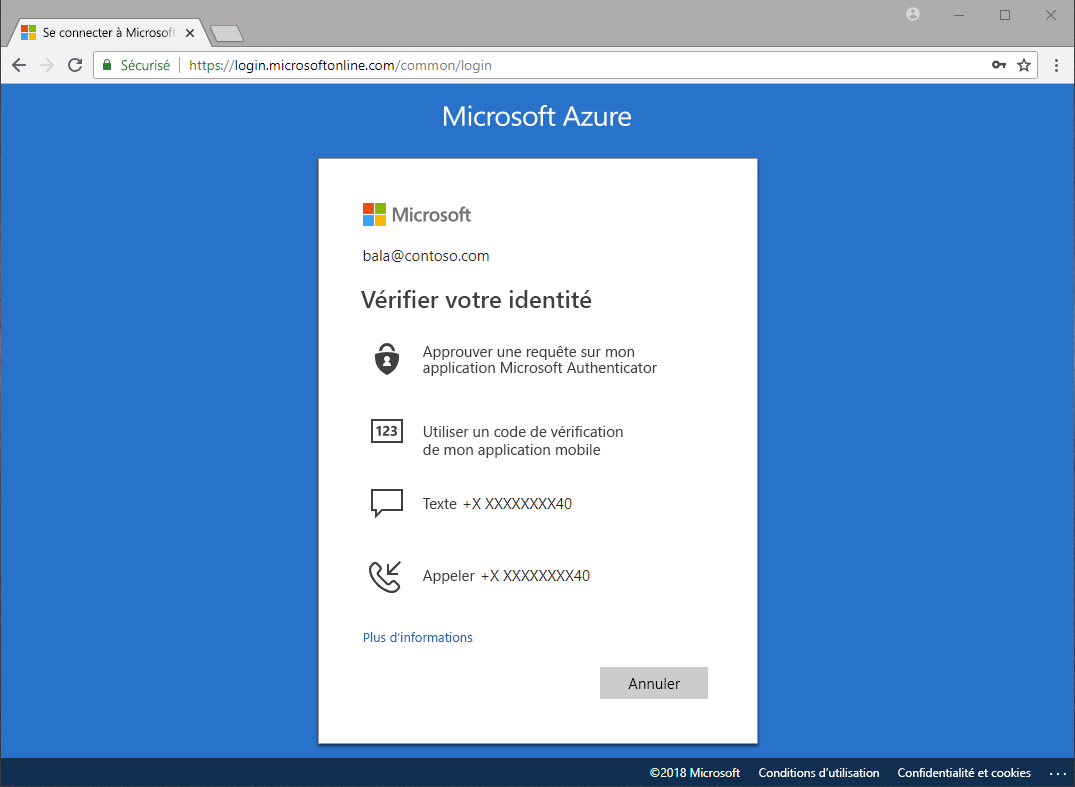 Se connecter à Microsoft
Sécurisé
https://login.microsoftonline.com/common/login
Microsoft Azure
Microsoft
bala@contoso.com
Vérifier votre identité
Approuver une requête sur mon
application Microsoft Authenticator
123
Utiliser un code de vérification
de mon application mobile
Texte +X XXXXXXXX40
Appeler +X XXXXXXXX40
Plus d'informations
Annuler
©2018 Microsoft Conditions d'utilisation Confidentialité et cookies ...